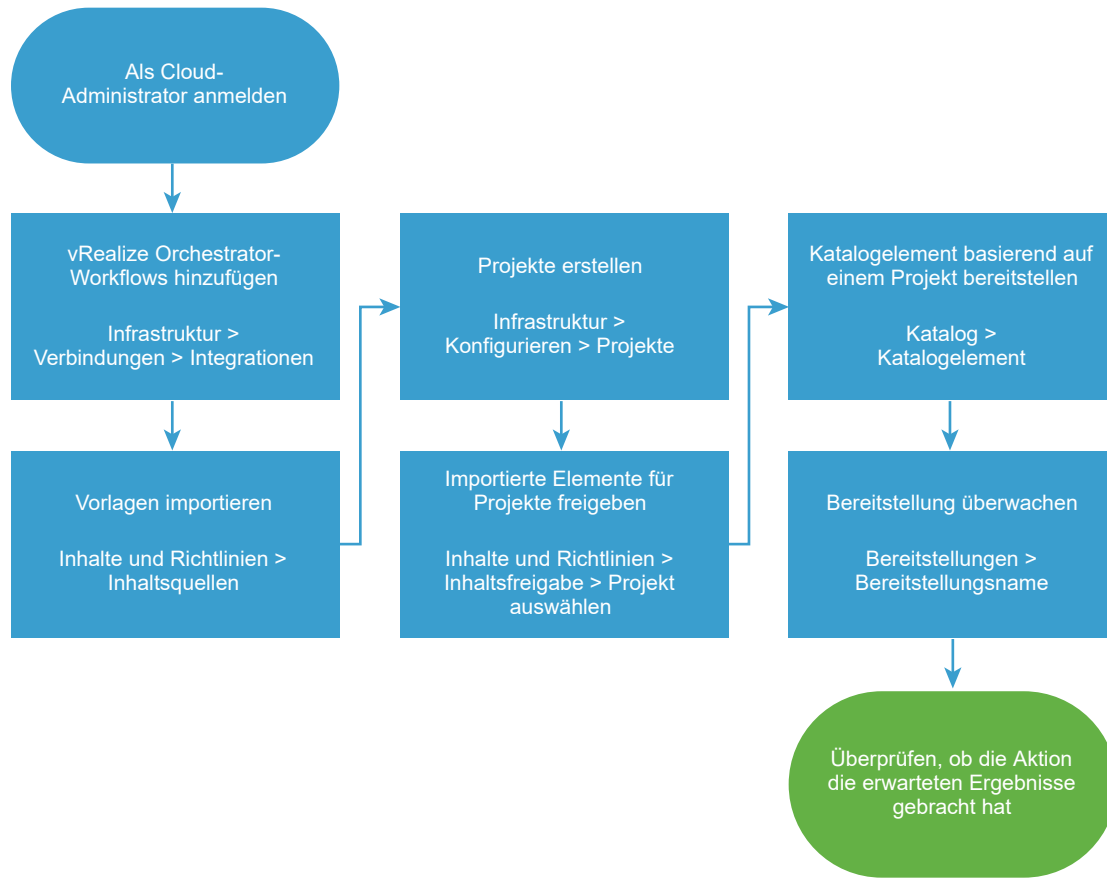 Als Cloud-
Administrator anmelden
vRealize Orchestrator-
Workflows hinzufügen
Infrastruktur >
Verbindungen > Integrationen
Vorlagen importieren
Inhalte und Richtlinien >
Inhaltsquellen
Projekte erstellen
Infrastruktur >
Konfigurieren > Projekte
Importierte Elemente für
Projekte freigeben
Inhalte und Richtlinien >
Inhaltsfreigabe > Projekt
auswählen
Katalogelement basierend auf
einem Projekt bereitstellen
Katalog >
Katalogelement
Bereitstellung überwachen
Bereitstellungen >
Bereitstellungsname
Überprüfen, ob die Aktion
die erwarteten Ergebnisse
gebracht hat